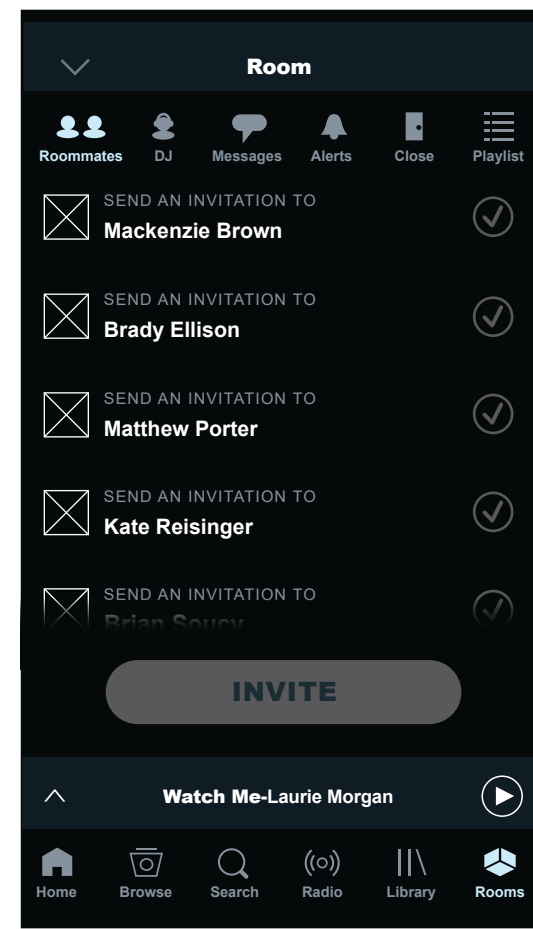 Room
Roommates DJ Messages Alerts Close Playlist
SEND AN INVITATION TO
Mackenzie Brown
SEND AN INVITATION TO
Brady Ellison
SEND AN INVITATION TO
Matthew Porter
SEND AN INVITATION TO
Kate Reisinger
SEND AN INVITATION TO
Brian Soucy
INVITE
Watch Me-Laurie Morgan
Home Browse Search Radio Library Rooms